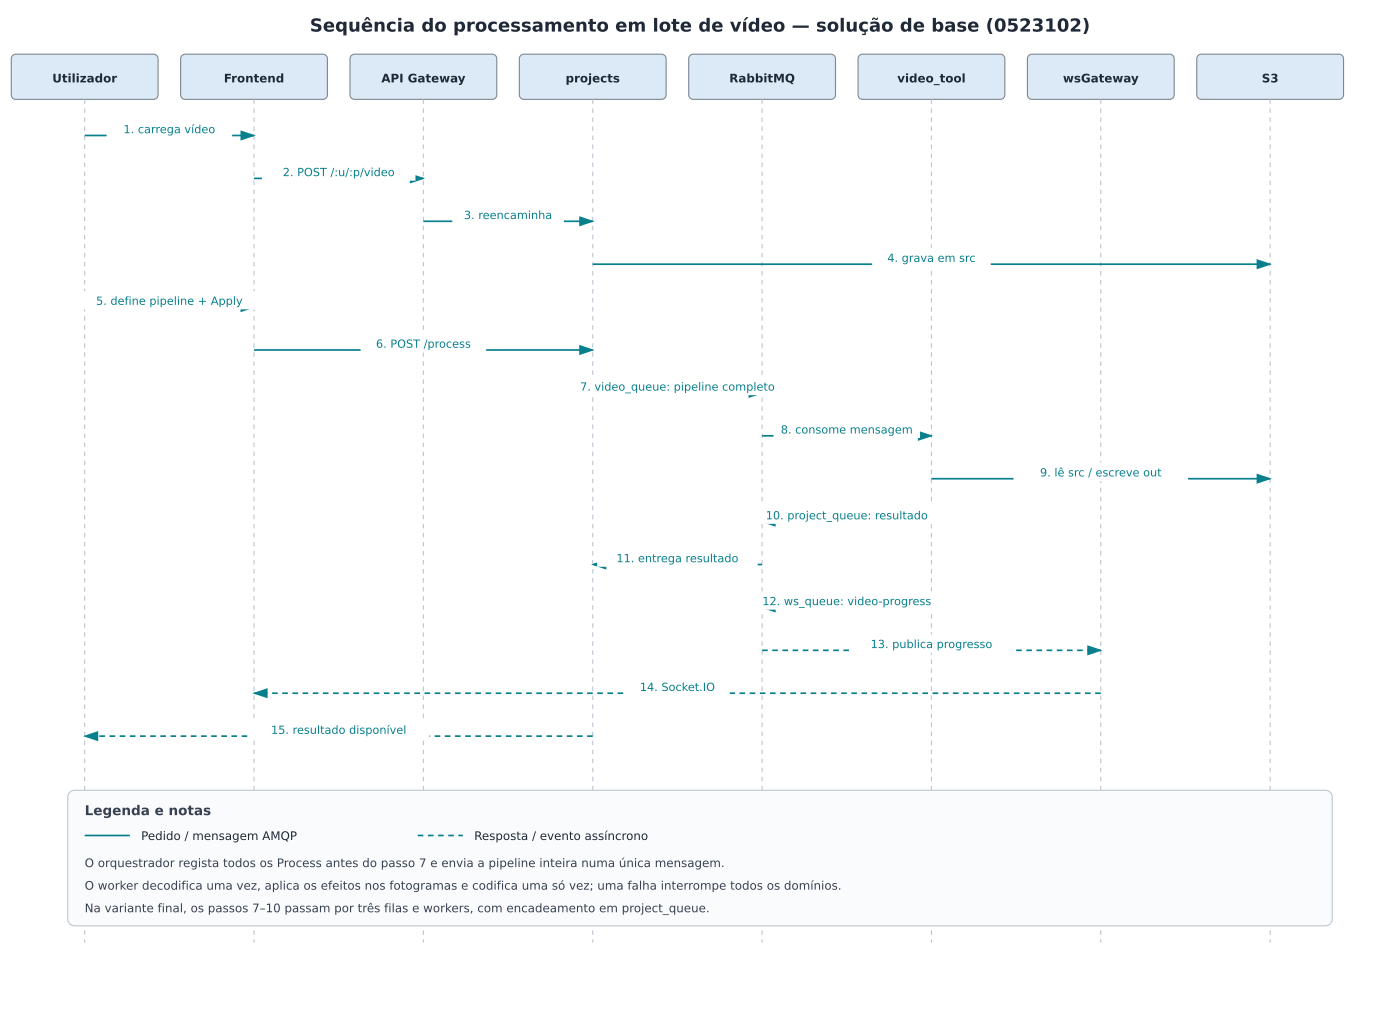 Sequência do processamento em lote de vídeo — solução de base (0523102)
Utilizador
Frontend
API Gateway
projects
RabbitMQ
video_tool
wsGateway
S3
1. carrega vídeo
2. POST /:u/:p/video
3. reencaminha
4. grava em src
5. define pipeline + Apply
6. POST /process
7. video_queue: pipeline completo
8. consome mensagem
9. lê src / escreve out
10. project_queue: resultado
11. entrega resultado
12. ws_queue: video-progress
13. publica progresso
14. Socket.IO
15. resultado disponível
Legenda e notas
Pedido / mensagem AMQP
Resposta / evento assíncrono
O orquestrador regista todos os Process antes do passo 7 e envia a pipeline inteira numa única mensagem.
O worker decodifica uma vez, aplica os efeitos nos fotogramas e codifica uma só vez; uma falha interrompe todos os domínios.
Na variante final, os passos 7–10 passam por três filas e workers, com encadeamento em project_queue.